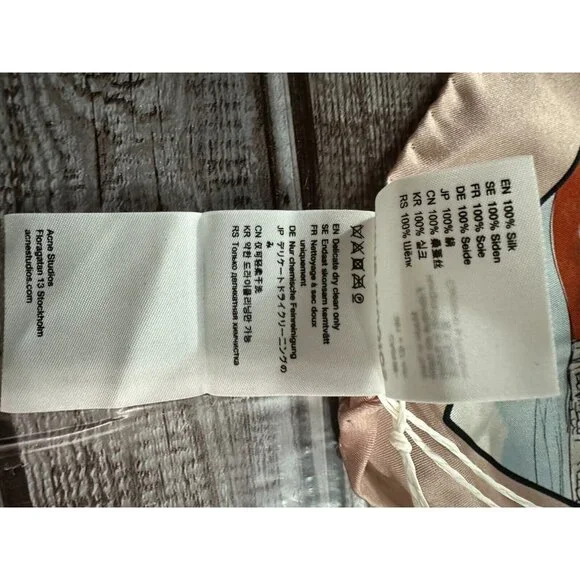 EN 100% Silk
SE 100% Siden
FR 100% Soie
DE 100% Seide
JP 100% 絹
CN 100% 桑蚕丝
KR 100% 실크
RS 100% Шёлк
EN Delicate dry clean only
SE Endast skonsam kemtvätt
FR Nettoyage à sec doux
uniquement
DE Nur chemische Feinreinigung
JP デリケートドライクリーニングの
み
CN 仅可轻柔干洗
KR 약한 드라이클리닝만 가능
RS Только деликатная химчистка
Acne Studios
Floragatan 13 Stockholm
acnestudios.com